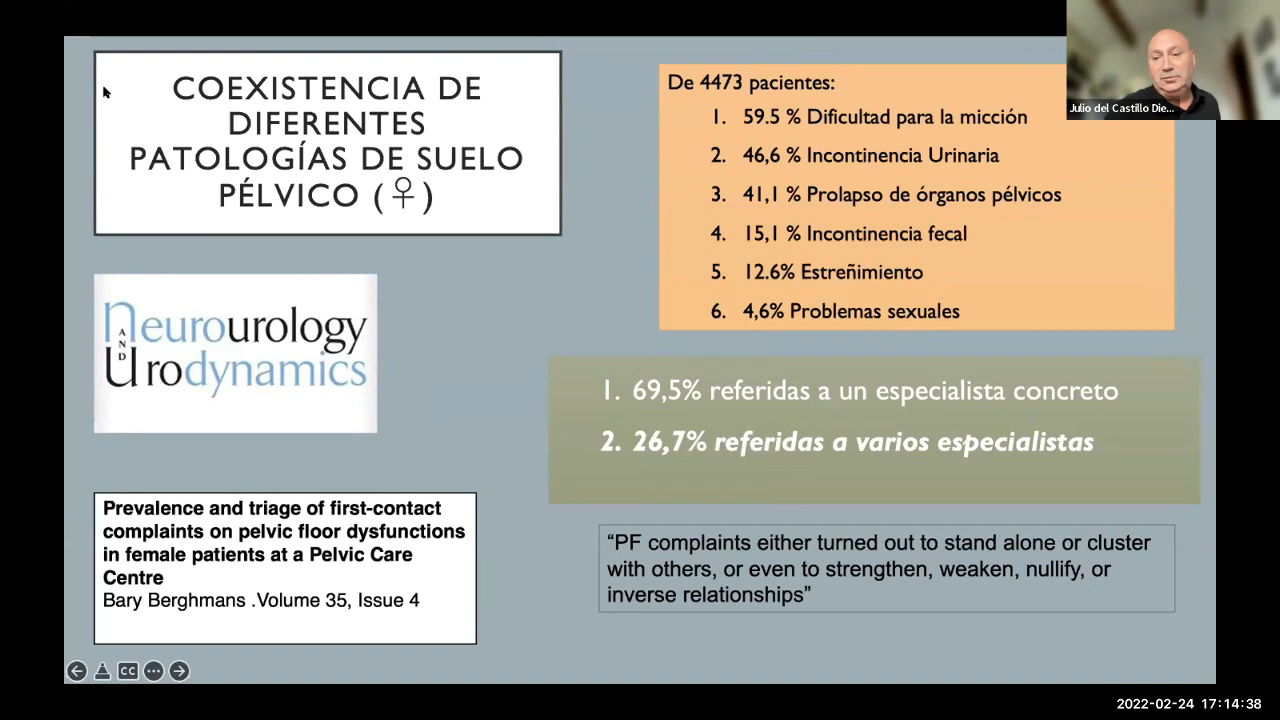 COEXISTENCIA DE
DIFERENTES
PATOLOGÍAS DE SUELO
PÉLVICO (♀)
De 4473 pacientes:
1. 59.5 % Dificultad para la micción
2. 46,6 % Incontinencia Urinaria
3. 41,1 % Prolapso de órganos pélvicos
4. 15,1 % Incontinencia fecal
5. 12.6% Estreñimiento
6. 4,6% Problemas sexuales
Julio del Castillo Die...
Neurourology
AND
Urodynamics
1. 69,5% referidas a un especialista concreto
2. 26,7% referidas a varios especialistas
Prevalence and triage of first-contact
complaints on pelvic floor dysfunctions
in female patients at a Pelvic Care
Centre
Bary Berghmans .Volume 35, Issue 4
“PF complaints either turned out to stand alone or cluster
with others, or even to strengthen, weaken, nullify, or
inverse relationships”
CC
2022-02-24 17:14:38